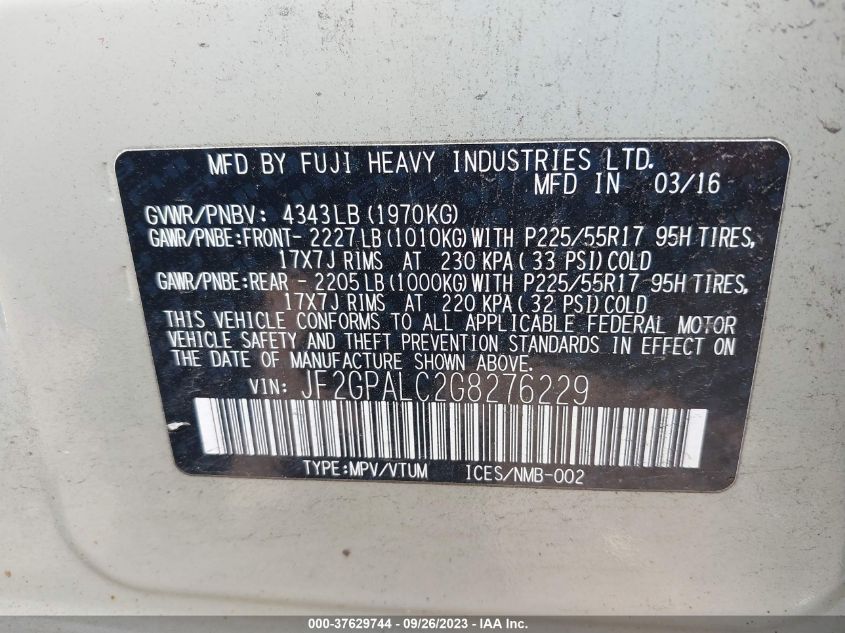 MFD BY FUJI HEAVY INDUSTRIES LTD.
MFD IN 03/16
GVWR/PNBV: 4343LB (1970KG)
GAWR/PNBE:FRONT- 2227LB (1010KG) WITH P225/55R17 95H TIRES,
17X7J RIMS AT 230 KPA( 33 PSI) COLD
GAWR/PNBE:REAR - 2205LB (1000KG) WITH P225/55R17 95H TIRES,
17X7J RIMS AT 220 KPA( 32 PSI) COLD
THIS VEHICLE CONFORMS TO ALL APPLICABLE FEDERAL MOTOR
VEHICLE SAFETY AND THEFT PREVENTION STANDARDS IN EFFECT ON
THE DATE OF MANUFACTURE SHOWN ABOVE.
VIN: JF2GPALC2G8276229
TYPE:MPV/VTUM ICES/NMB-002
000-37629744 - 09/26/2023 - IAA Inc.